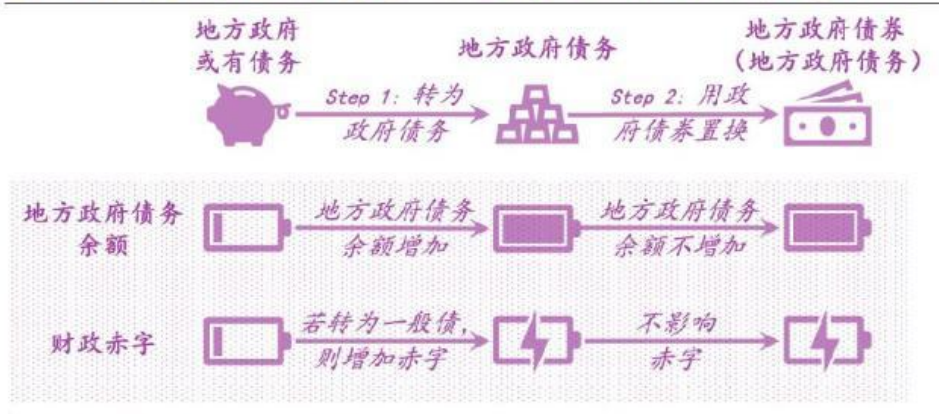 地方政府
或有债务
地方政府债务
地方政府债券
（地方政府债务）
Step 1: 转为
政府债务
Step 2: 用政
府债券置换
地方政府债务
余额
地方政府债务
余额增加
地方政府债务
余额不增加
财政赤字
若转为一般债，
则增加赤字
不影响
赤字